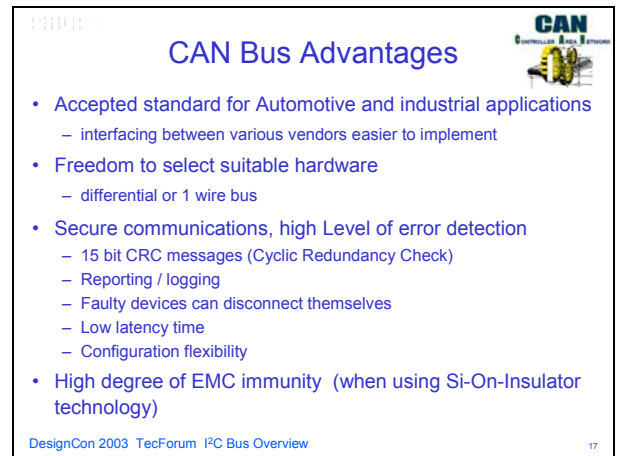 PHILIPS
CAN
CONTROLLER AREA NETWORK
CAN Bus Advantages
• Accepted standard for Automotive and industrial applications
– interfacing between various vendors easier to implement
• Freedom to select suitable hardware
– differential or 1 wire bus
• Secure communications, high Level of error detection
– 15 bit CRC messages (Cyclic Redundancy Check)
– Reporting / logging
– Faulty devices can disconnect themselves
– Low latency time
– Configuration flexibility
• High degree of EMC immunity (when using Si-On-Insulator
technology)
DesignCon 2003 TecForum I²C Bus Overview
17